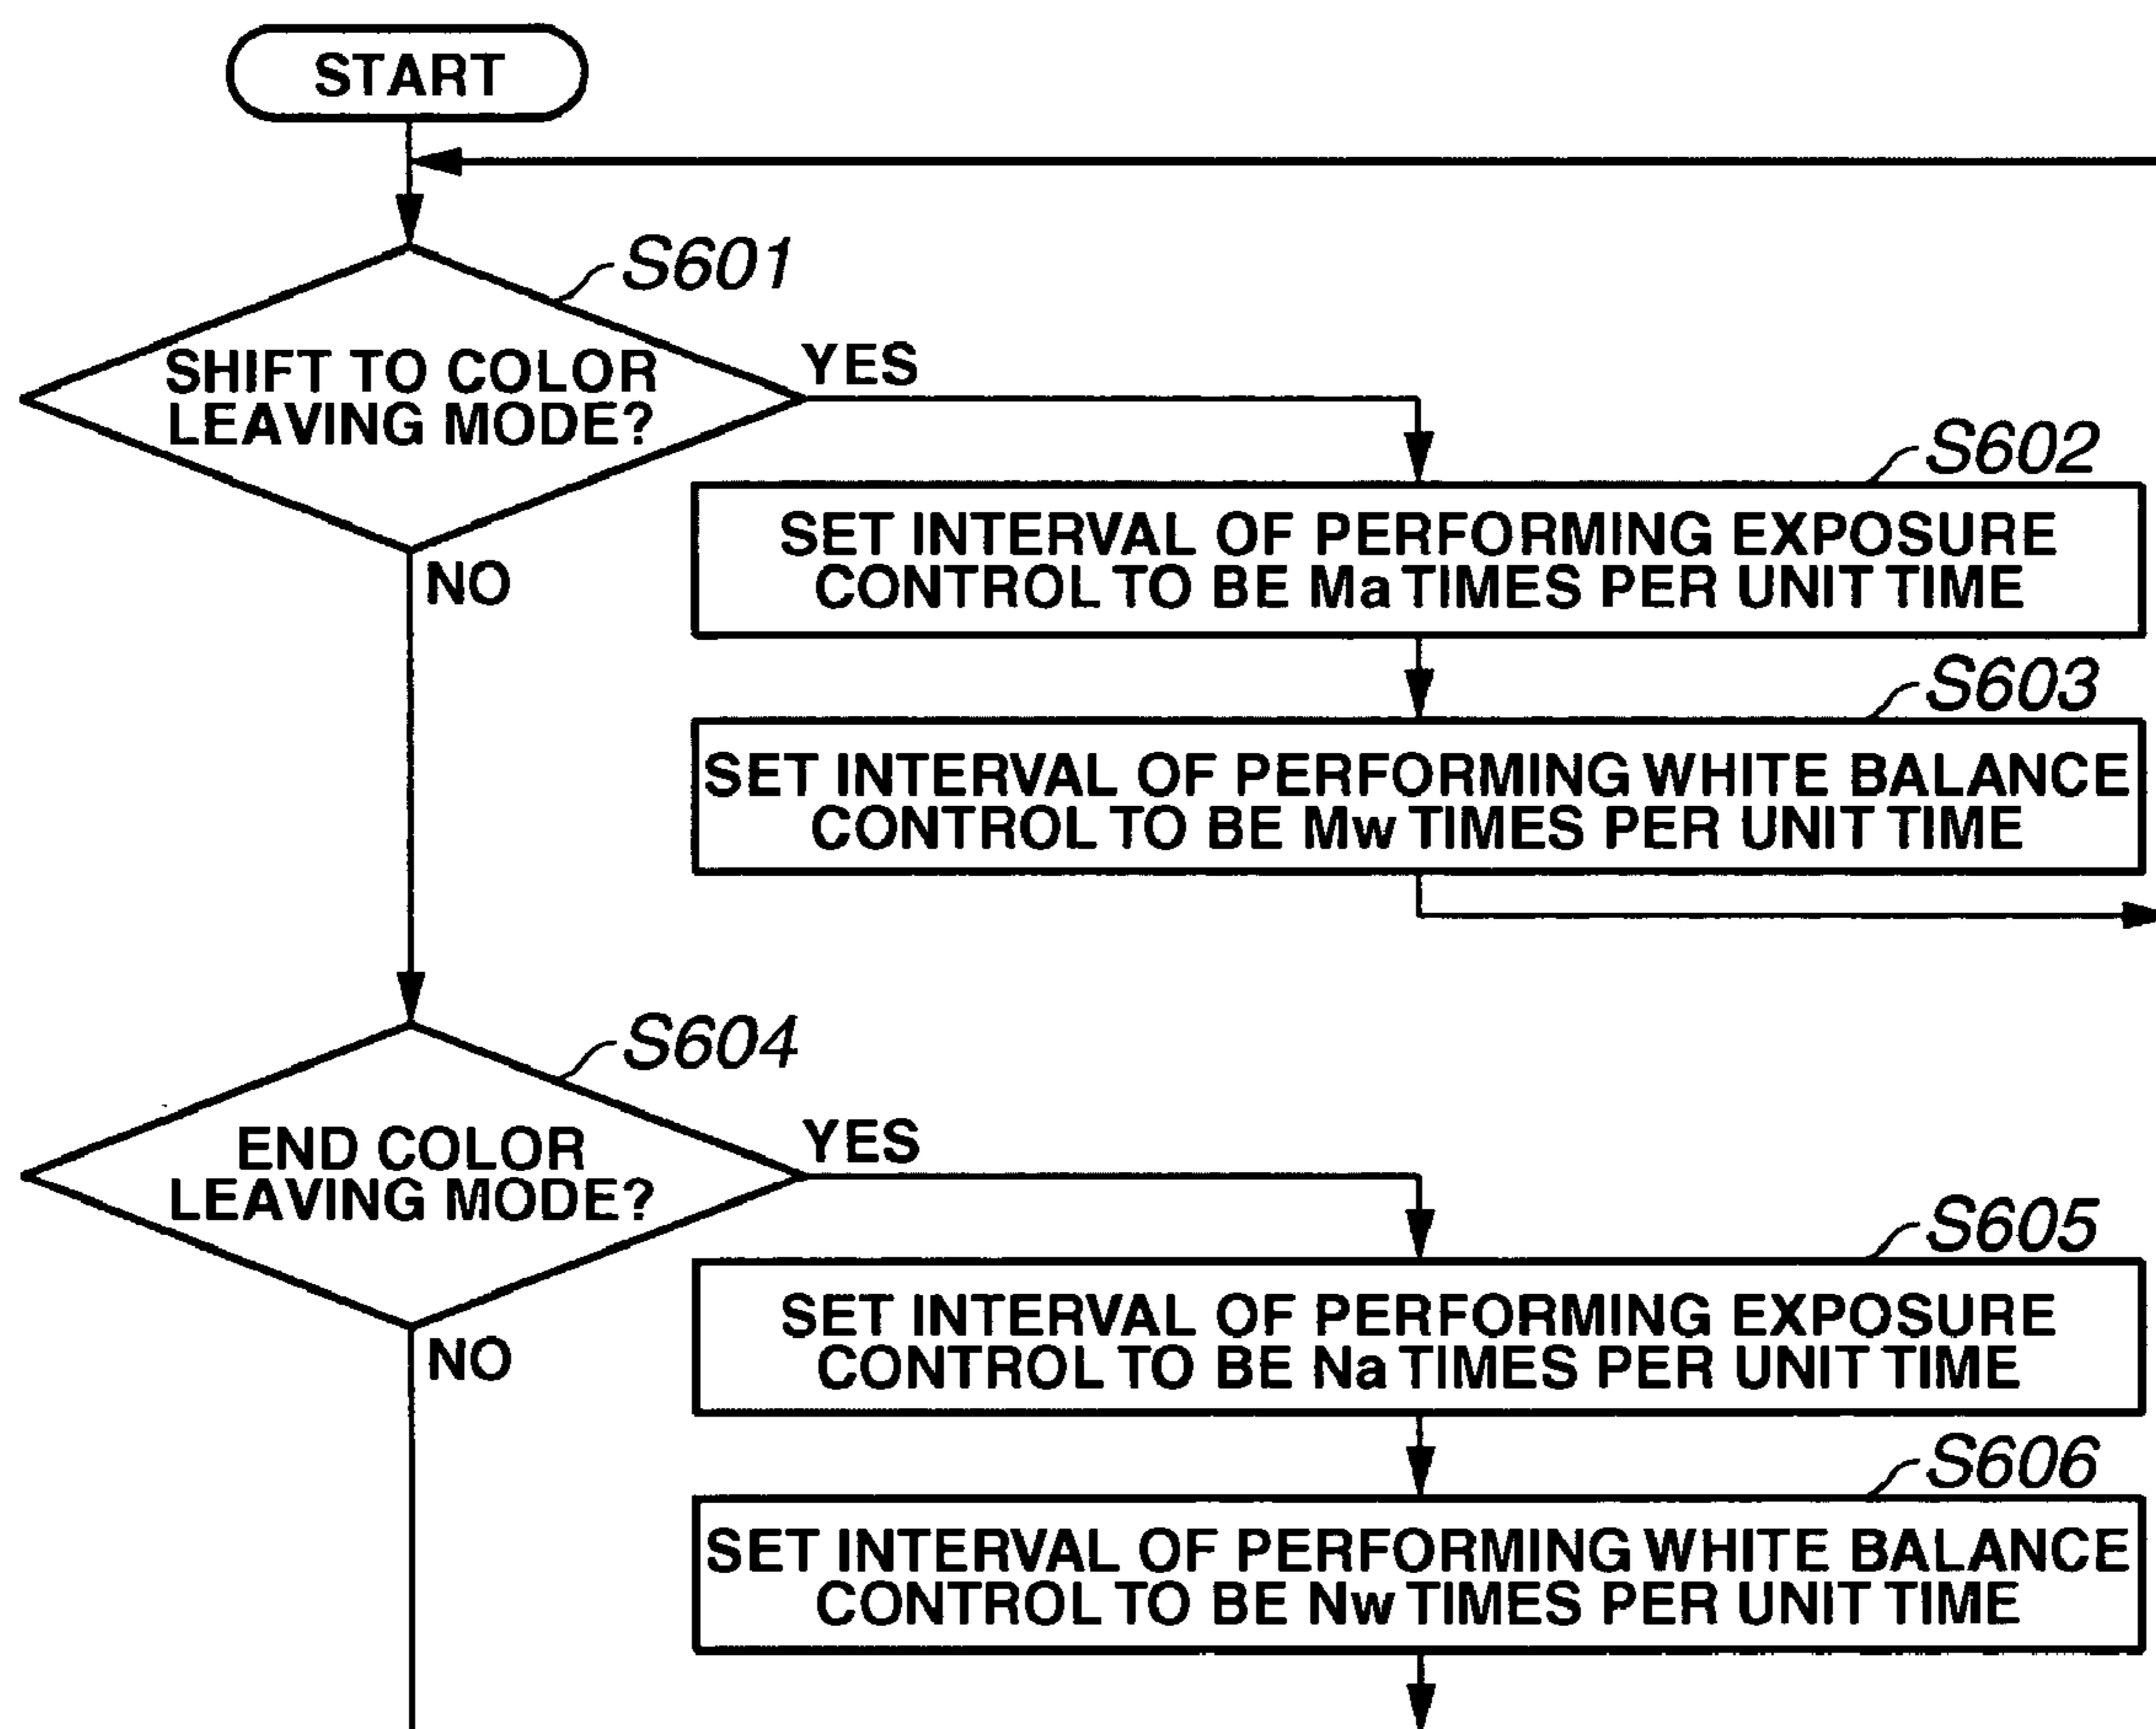 START
S601
SHIFT TO COLOR
LEAVING MODE?
YES
NO
S602
SET INTERVAL OF PERFORMING EXPOSURE
CONTROL TO BE Ma TIMES PER UNIT TIME
S603
SET INTERVAL OF PERFORMING WHITE BALANCE
CONTROL TO BE Mw TIMES PER UNIT TIME
S604
END COLOR
LEAVING MODE?
YES
NO
S605
SET INTERVAL OF PERFORMING EXPOSURE
CONTROL TO BE Na TIMES PER UNIT TIME
S606
SET INTERVAL OF PERFORMING WHITE BALANCE
CONTROL TO BE Nw TIMES PER UNIT TIME